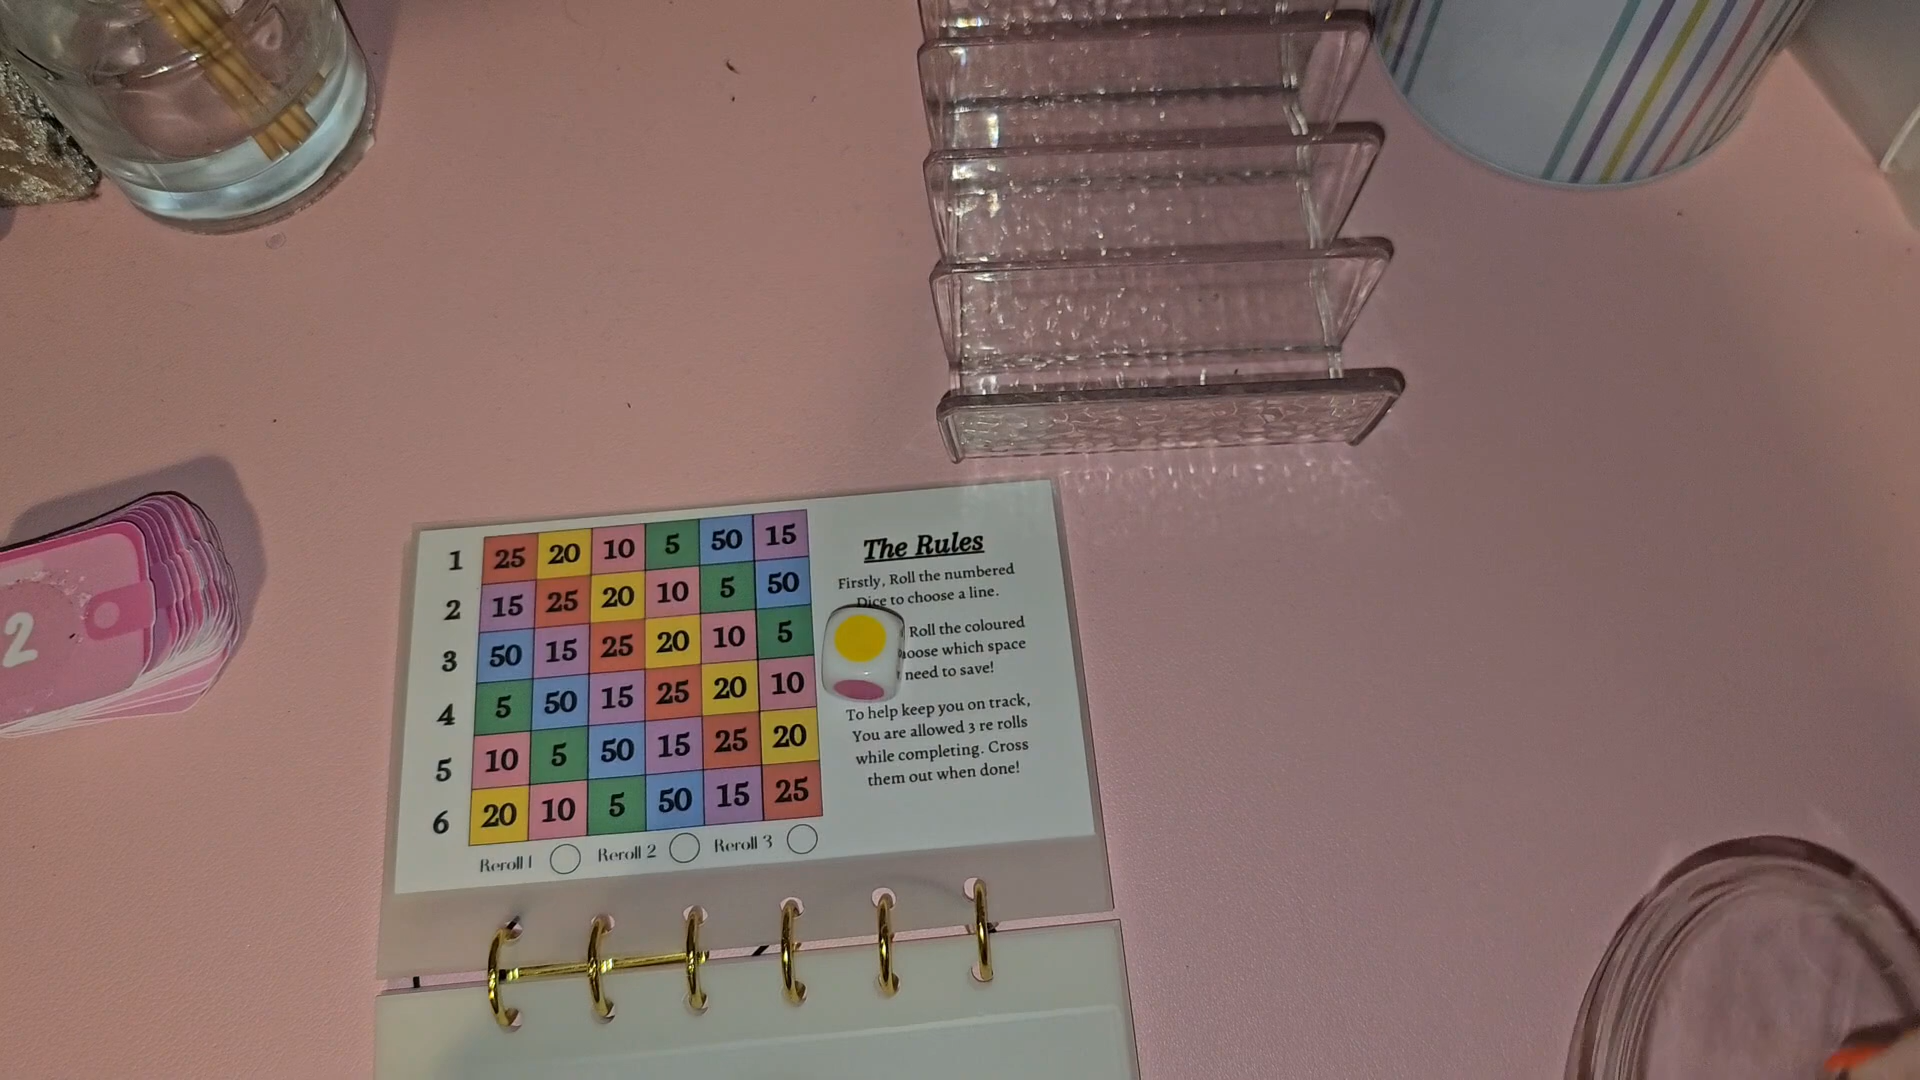 1 25 20 10 5 50 15
2 15 25 20 10 5 50
3 50 15 25 20 10 5
4 5 50 15 25 20 10
5 10 5 50 15 25 20
6 20 10 5 50 15 25
Reroll 1 Reroll 2 Reroll 3
The Rules
Firstly, Roll the numbered
Dice to choose a line.
Roll the coloured
which space
need to save!
To help keep you on track,
You are allowed 3 re rolls
while completing. Cross
them out when done!
2